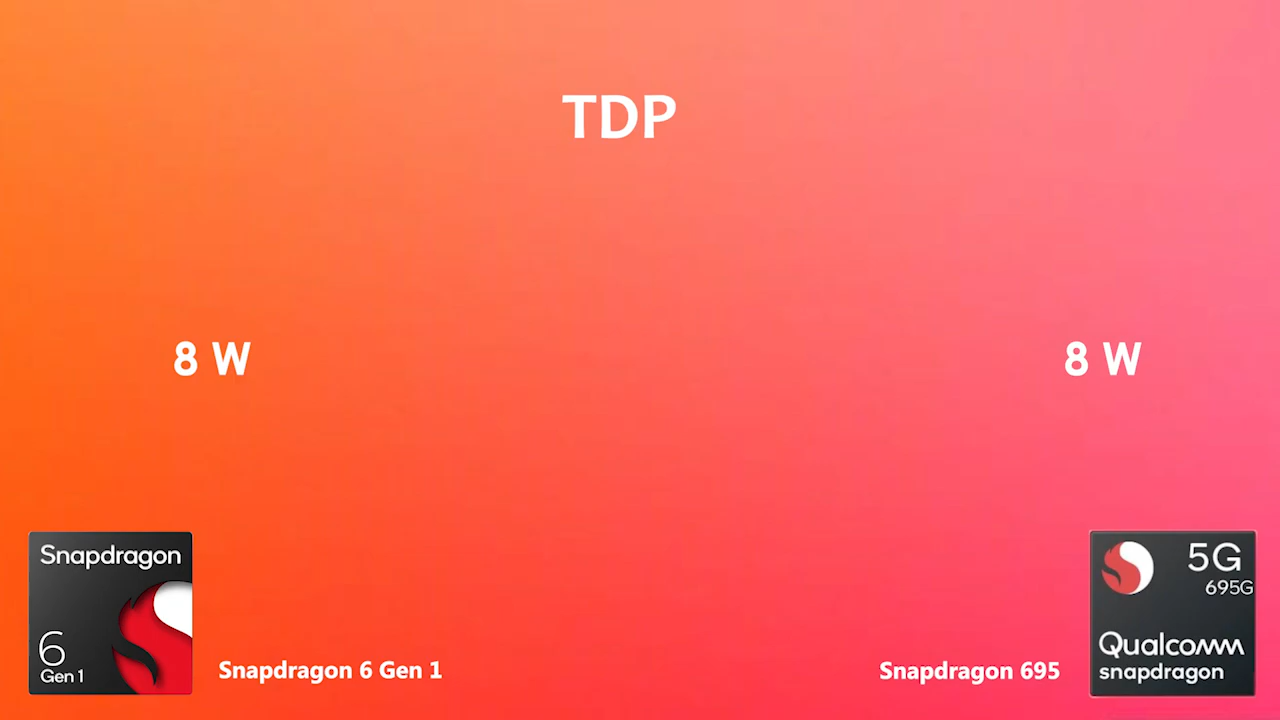 TDP
8 W
8 W
Snapdragon
6
Gen 1
Snapdragon 6 Gen 1
Snapdragon 695
5G
695G
Qualcomm
snapdragon